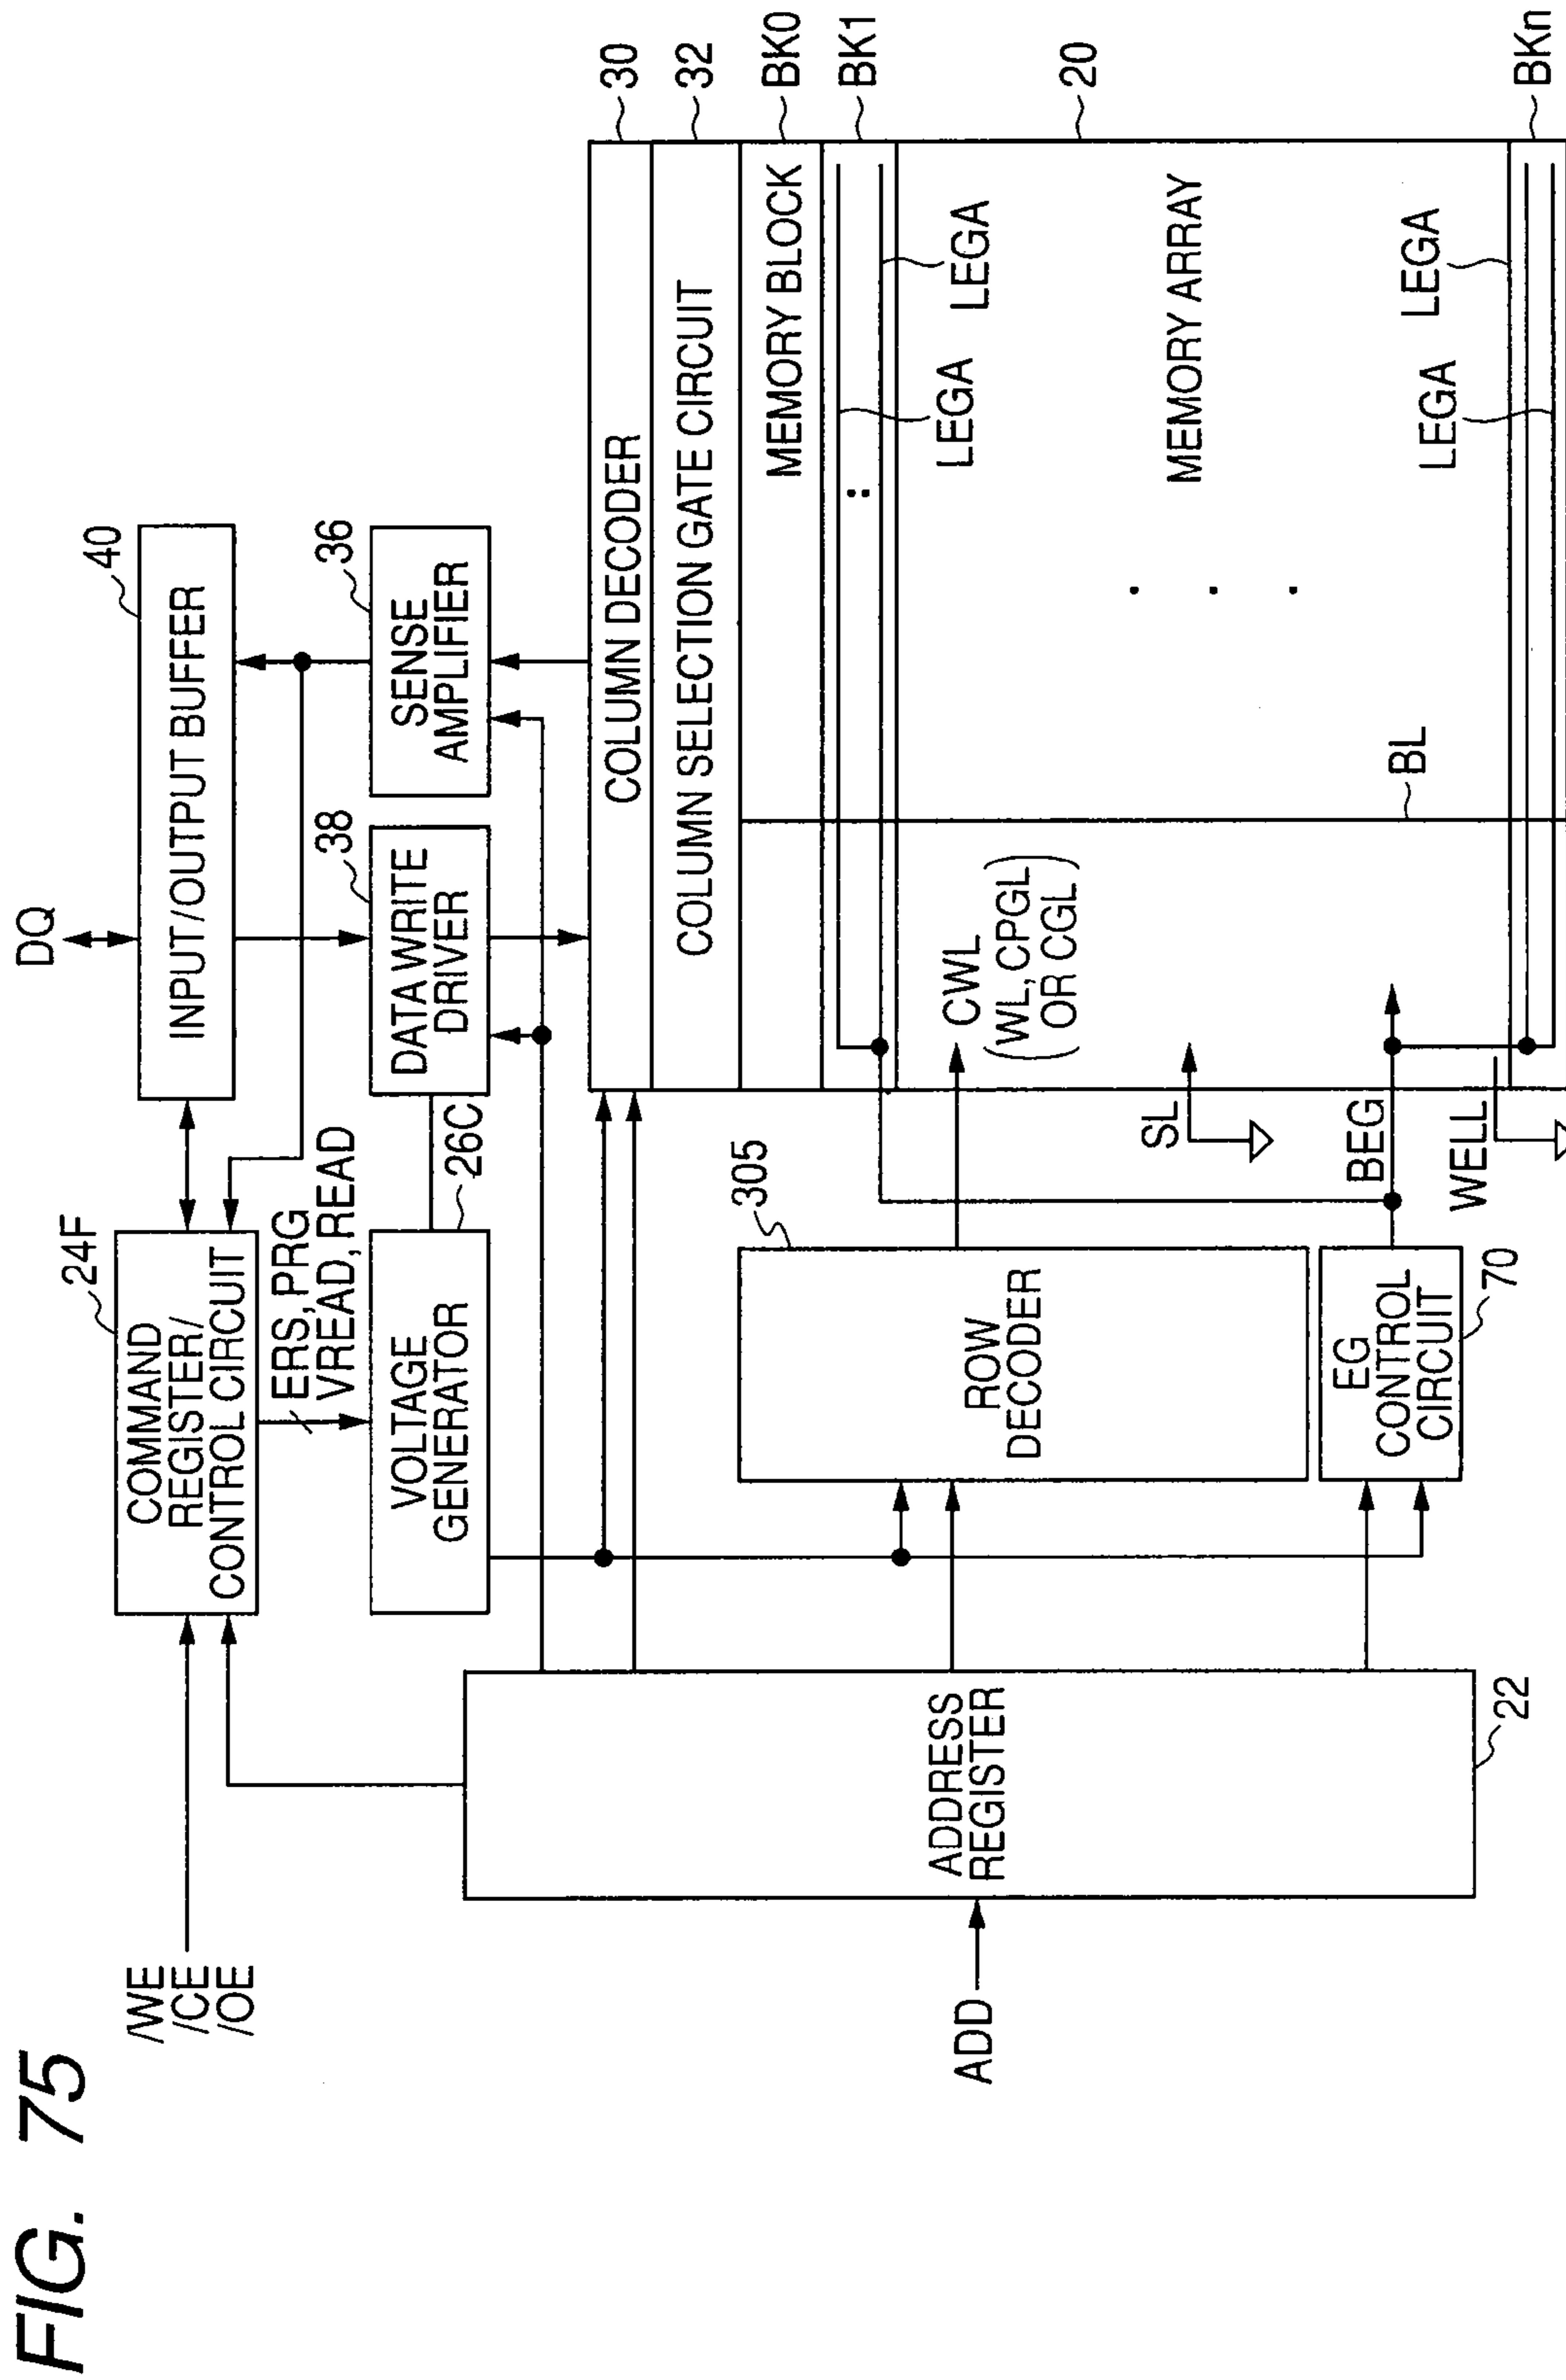 FIG. 75
/WE
/CE
/OE
ADD
ADDRESS
REGISTER
22
COMMAND
REGISTER/
CONTROL CIRCUIT
24F
ERS, PRG
VREAD, READ
VOLTAGE
GENERATOR
26C
DQ
INPUT/OUTPUT BUFFER
40
DATA WRITE
DRIVER
38
SENSE
AMPLIFIER
36
ROW
DECODER
305
EG
CONTROL
CIRCUIT
70
COLUMN DECODER
30
COLUMN SELECTION GATE CIRCUIT
32
MEMORY BLOCK
BK0
BK1
LEGA
LEGA
CWL
(WL, CPGL
OR CGL)
MEMORY ARRAY
20
SL
BEG
WELL
BL
LEGA
LEGA
BKn